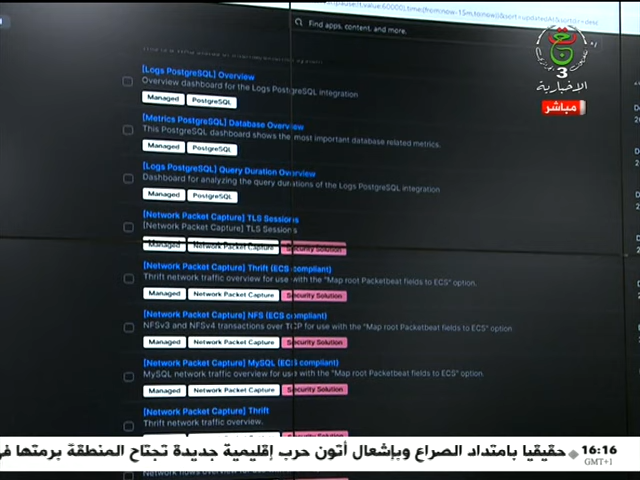 Find apps, content, and more.
3
الإخبارية
مباشر
[Logs PostgreSQL] Overview
Overview dashboard for the Logs PostgreSQL integration
Managed PostgreSQL
[Metrics PostgreSQL] Database Overview
This PostgreSQL dashboard shows the most important database related metrics.
Managed PostgreSQL
[Logs PostgreSQL] Query Duration Overview
Dashboard for analyzing the query durations of the Logs PostgreSQL integration
Managed PostgreSQL
[Network Packet Capture] TLS Sessions
[Network Packet Capture] TLS Sessions
Managed Network Packet Capture Security Solution
[Network Packet Capture] Thrift (ECS compliant)
Thrift network traffic overview for use with the "Map root Packetbeat fields to ECS" option.
Managed Network Packet Capture Security Solution
[Network Packet Capture] NFS (ECS compliant)
NFSv3 and NFSv4 transactions over TCP for use with the "Map root Packetbeat fields to ECS" option
Managed Network Packet Capture Security Solution
[Network Packet Capture] MySQL (ECS compliant)
MySQL network traffic overview for use with the "Map root Packetbeat fields to ECS" option.
Managed Network Packet Capture Security Solution
[Network Packet Capture] Thrift
Thrift network traffic overview.
حقيقيا بامتداد الصراع وبإشعال أتون حرب إقليمية جديدة تجتاح المنطقة برمتها في
16:16
GMT+1